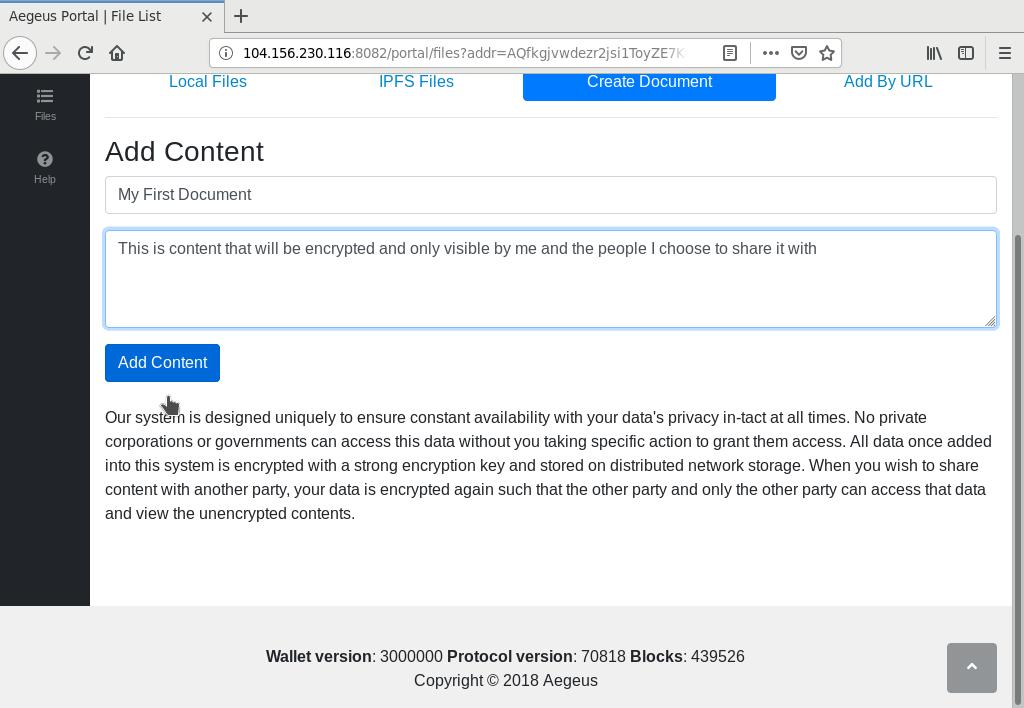 Aegeus Portal | File List
104.156.230.116:8082/portal/files?addr=AQfkgjvwdezr2jsi1ToyZE7K
Local Files IPFS Files Create Document Add By URL
Files
Help
Add Content
My First Document
This is content that will be encrypted and only visible by me and the people I choose to share it with
Add Content
Our system is designed uniquely to ensure constant availability with your data's privacy in-tact at all times. No private
corporations or governments can access this data without you taking specific action to grant them access. All data once added
into this system is encrypted with a strong encryption key and stored on distributed network storage. When you wish to share
content with another party, your data is encrypted again such that the other party and only the other party can access that data
and view the unencrypted contents.
Wallet version: 3000000 Protocol version: 70818 Blocks: 439526
Copyright © 2018 Aegeus